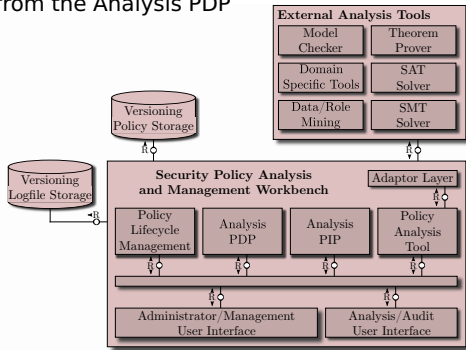 from the Analysis PDP
External Analysis Tools
Model
Checker
Theorem
Prover
Domain
Specific Tools
SAT
Solver
Data/Role
Mining
SMT
Solver
Versioning
Policy Storage
R
R
Versioning
Logfile Storage
R
Security Policy Analysis
and Management Workbench
Adaptor Layer
R
Policy
Lifecycle
Management
Analysis
PDP
Analysis
PIP
Policy
Analysis
Tool
R
R
R
R
R
R
Administrator/Management
User Interface
Analysis/Audit
User Interface